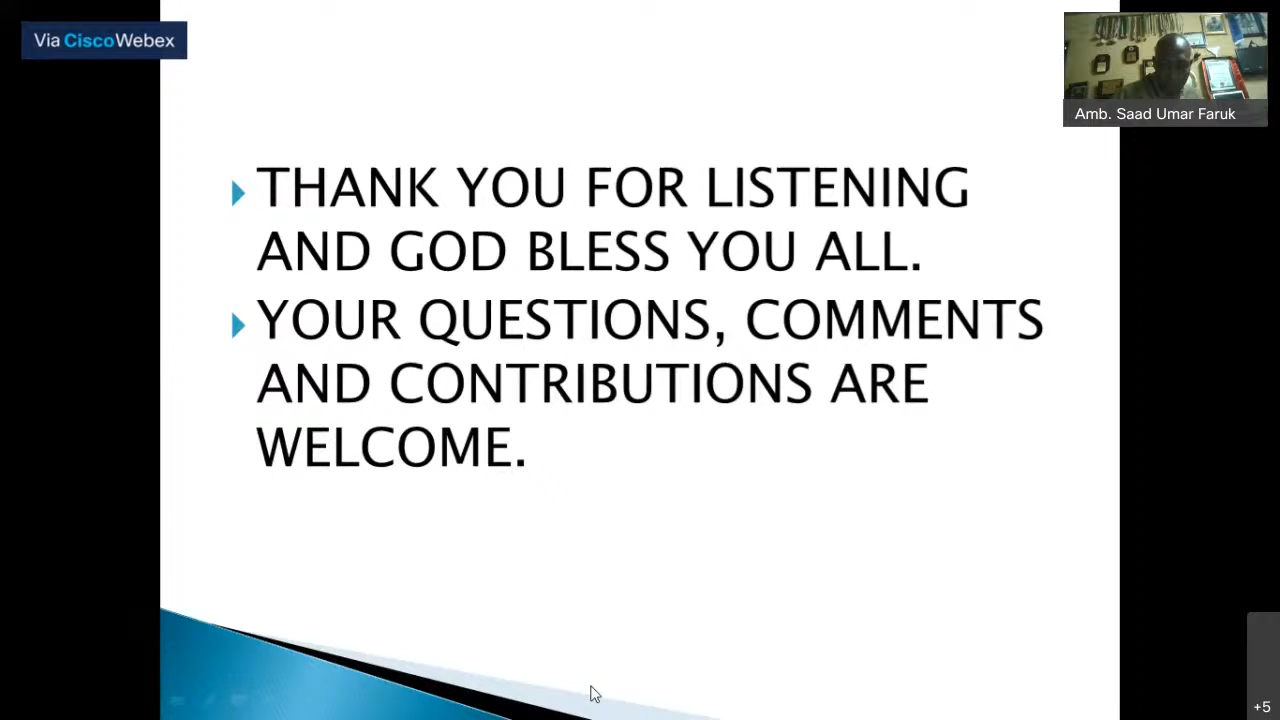 Via CiscoWebex
Amb. Saad Umar Faruk
THANK YOU FOR LISTENING
AND GOD BLESS YOU ALL.
YOUR QUESTIONS, COMMENTS
AND CONTRIBUTIONS ARE
WELCOME.
+5